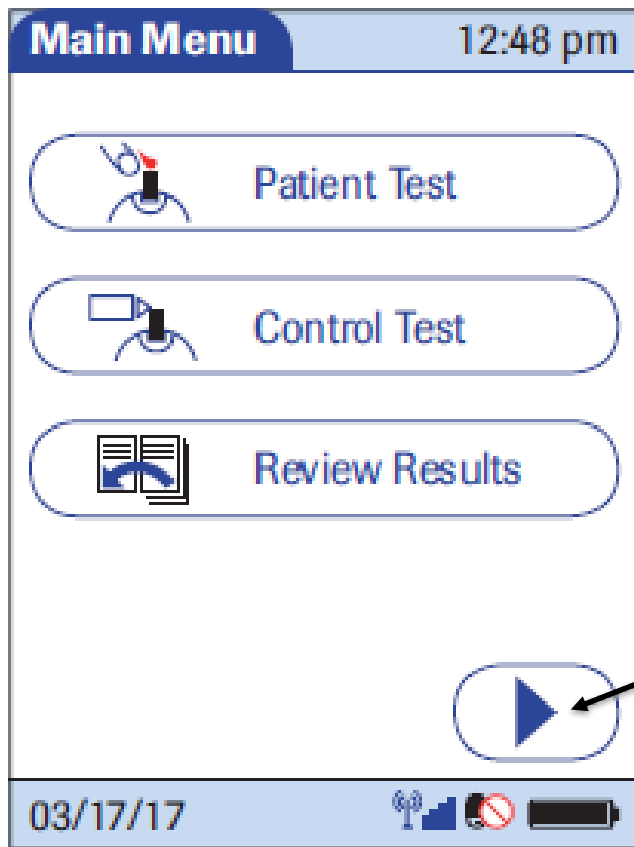 Main Menu 12:48 pm
Patient Test
Control Test
Review Results
03/17/17